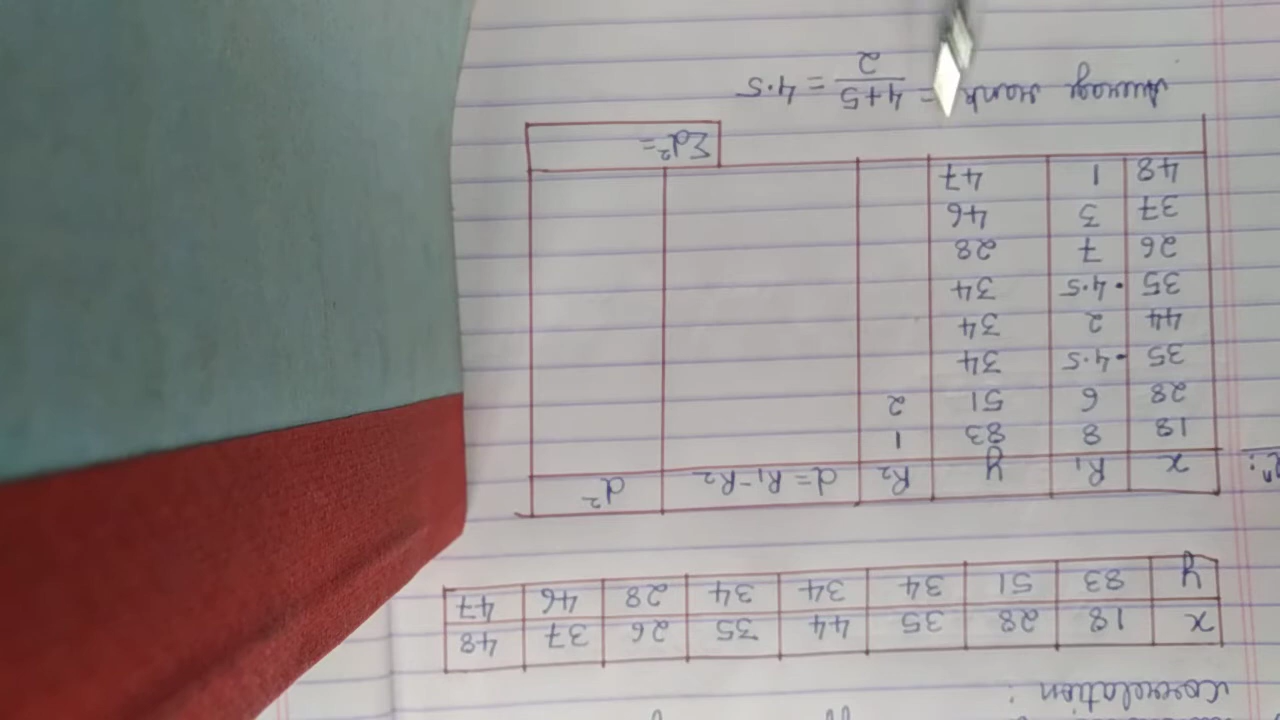 Correlation :
x 18 28 35 44 35 26 37 48
y 83 51 34 34 34 28 46 47
x R₁ y R₂ d = R₁ - R₂ d²
18 8 83 1
28 6 51 2
35 4.5 34
44 2 34
35 4.5 34
26 7 28
37 3 46
48 1 47
Σd² =
Average rank = 4+5/2 = 4.5